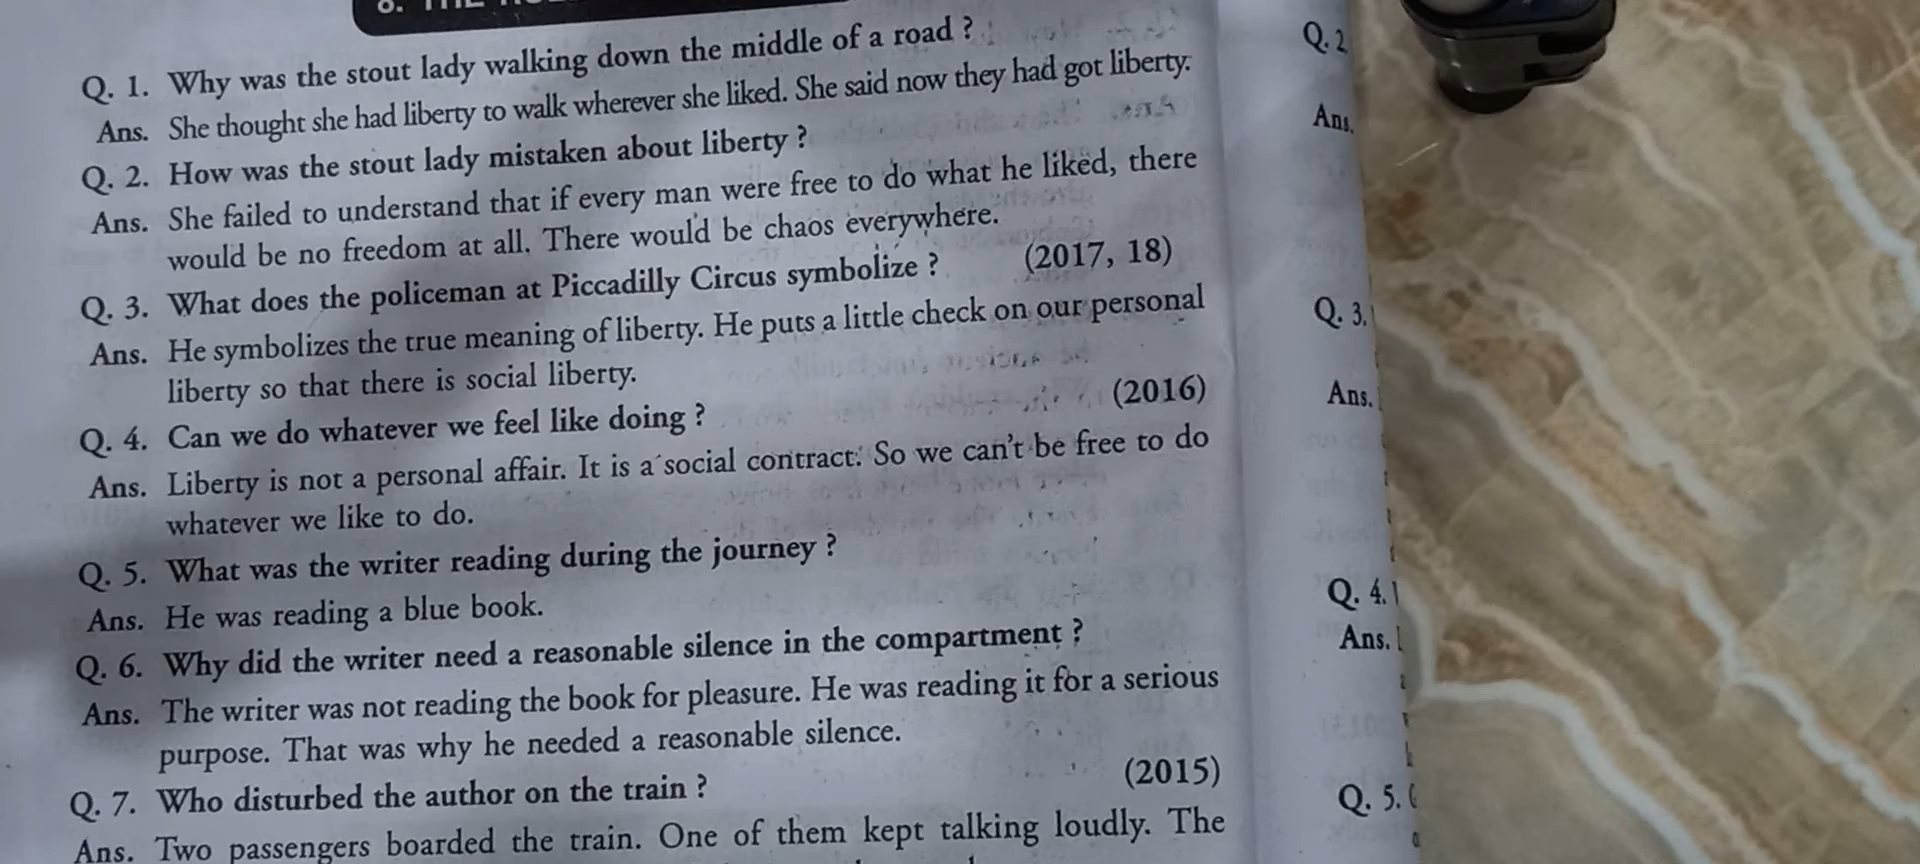 8. THE
Q. 1. Why was the stout lady walking down the middle of a road ?
Ans. She thought she had liberty to walk wherever she liked. She said now they had got liberty.
Q. 2. How was the stout lady mistaken about liberty ?
Ans. She failed to understand that if every man were free to do what he liked, there
would be no freedom at all. There would be chaos everywhere.
Q. 3. What does the policeman at Piccadilly Circus symbolize ? (2017, 18)
Ans. He symbolizes the true meaning of liberty. He puts a little check on our personal
liberty so that there is social liberty.
Q. 4. Can we do whatever we feel like doing ? (2016)
Ans. Liberty is not a personal affair. It is a social contract. So we can't be free to do
whatever we like to do.
Q. 5. What was the writer reading during the journey ?
Ans. He was reading a blue book.
Q. 6. Why did the writer need a reasonable silence in the compartment ?
Ans. The writer was not reading the book for pleasure. He was reading it for a serious
purpose. That was why he needed a reasonable silence.
Q. 7. Who disturbed the author on the train ? (2015)
Ans. Two passengers boarded the train. One of them kept talking loudly. The
Q. 2
Ans.
Q. 3.
Ans.
Q. 4.
Ans.
Q. 5.